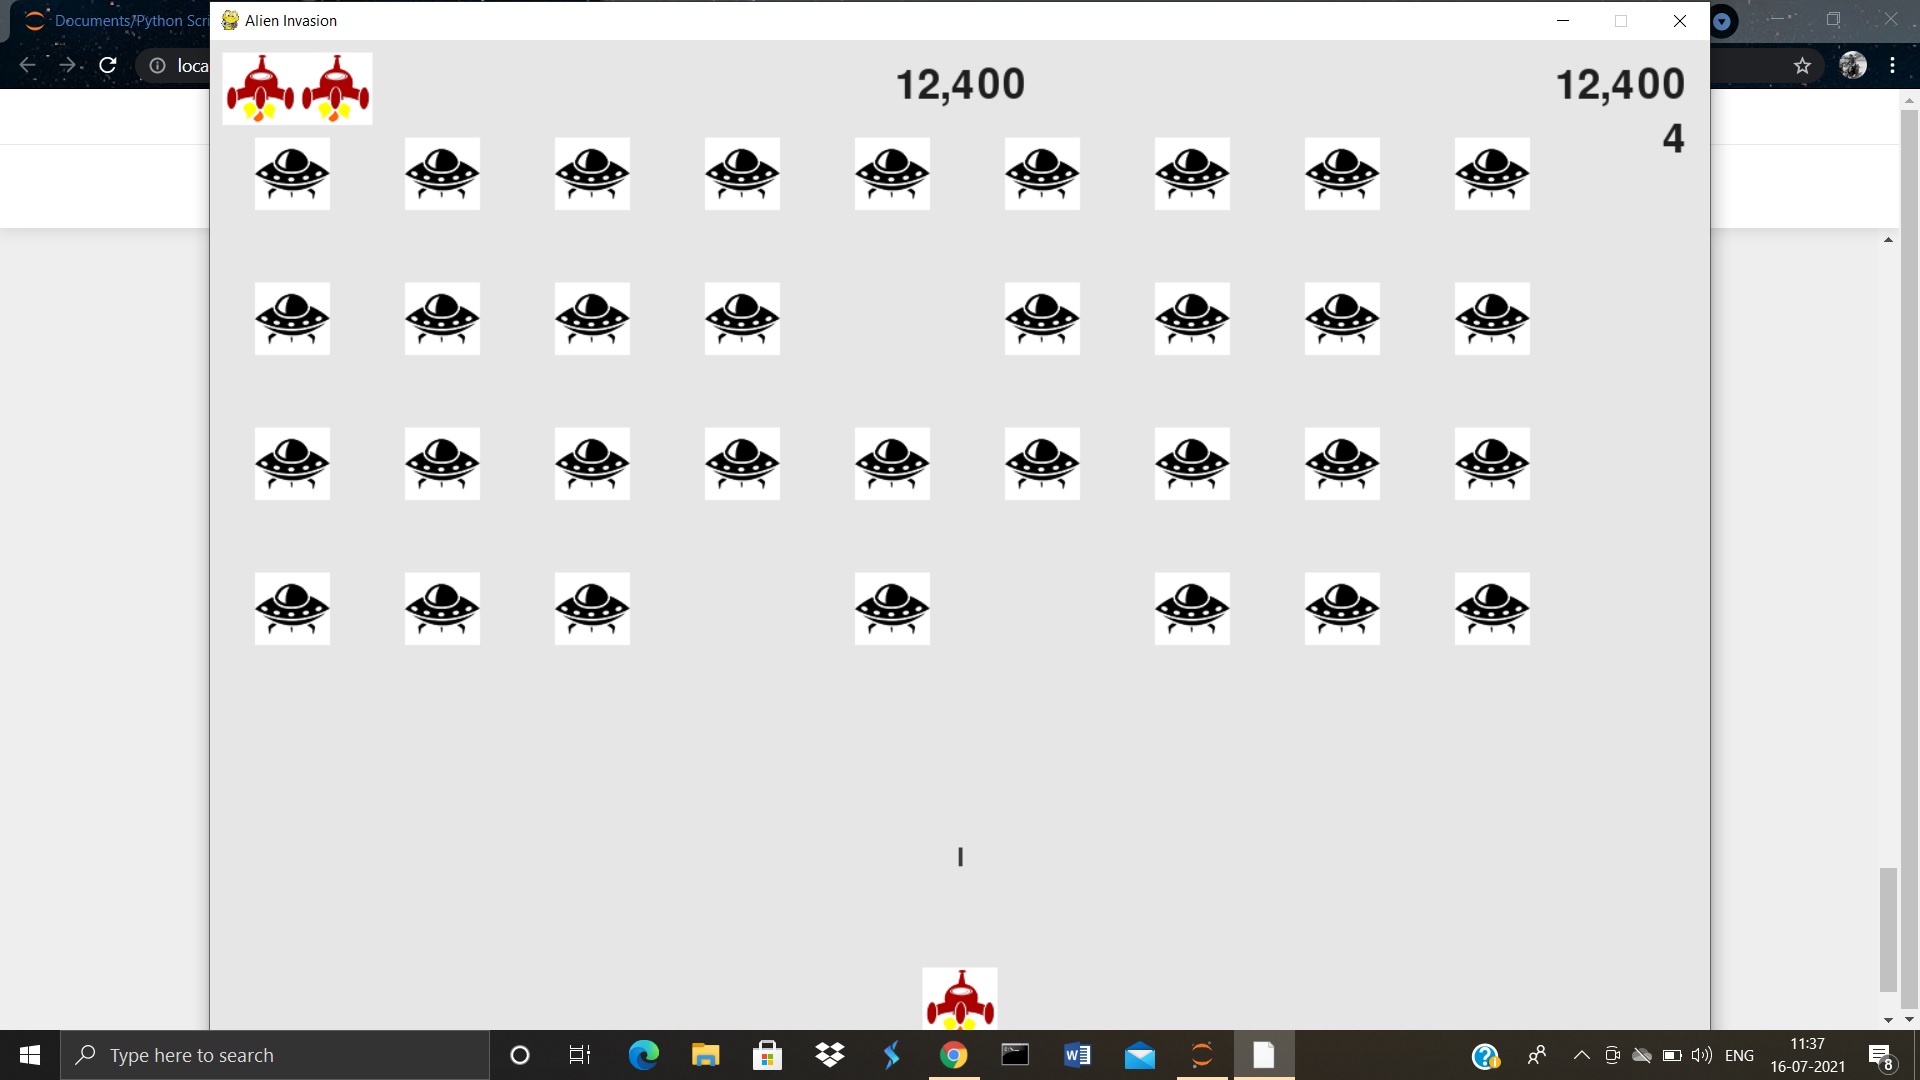 Documents/Python Scri
Alien Invasion
loca
12,400
12,400
4
Type here to search
ENG
11:37
16-07-2021
8